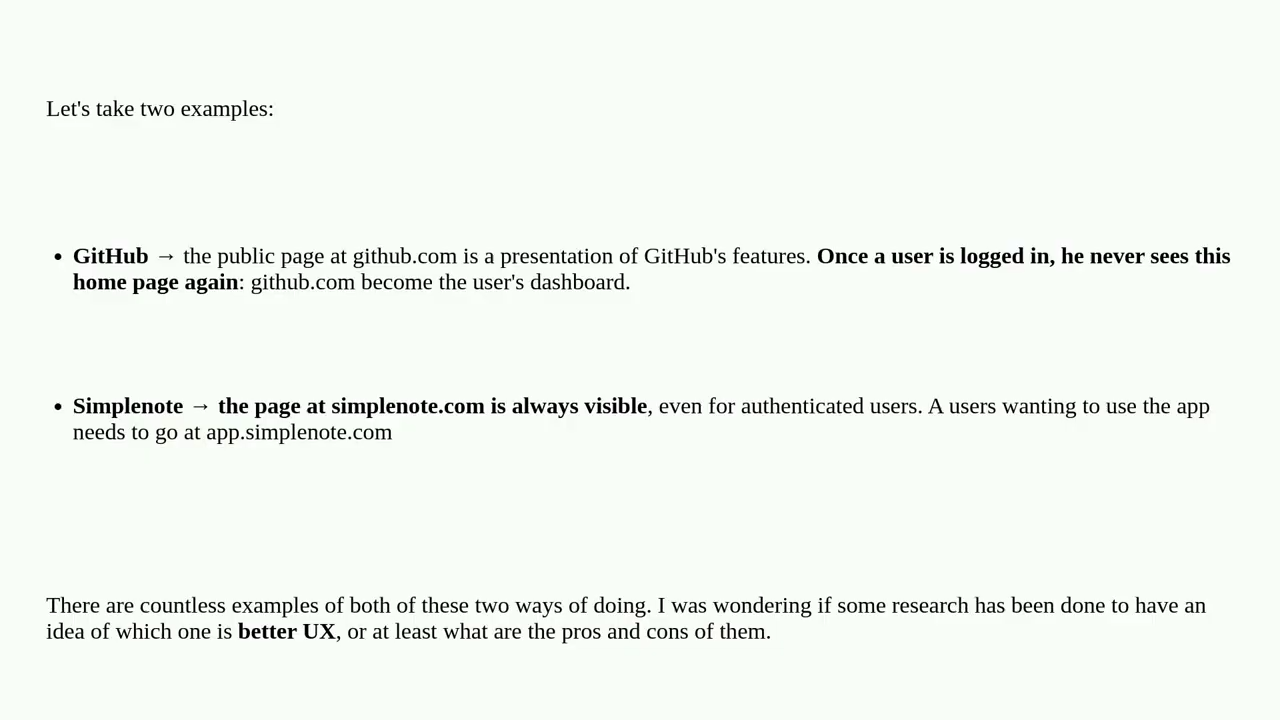 Let's take two examples:
• GitHub → the public page at github.com is a presentation of GitHub's features. Once a user is logged in, he never sees this
home page again: github.com become the user's dashboard.
• Simplenote → the page at simplenote.com is always visible, even for authenticated users. A users wanting to use the app
needs to go at app.simplenote.com
There are countless examples of both of these two ways of doing. I was wondering if some research has been done to have an
idea of which one is better UX, or at least what are the pros and cons of them.